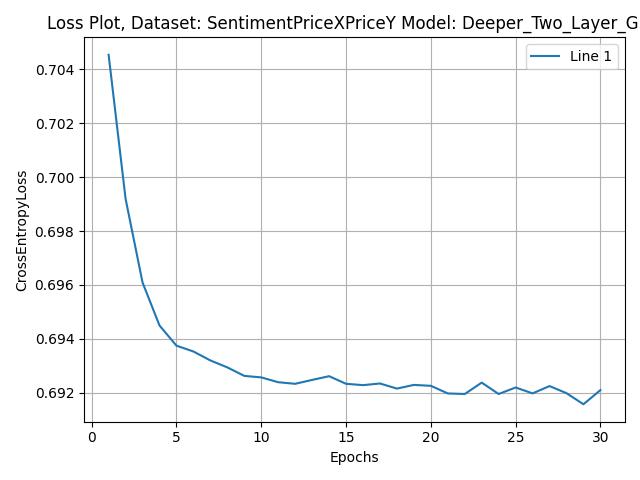 Loss Plot, Dataset: SentimentPriceXPriceY Model: Deeper_Two_Layer_G
Line 1
0.704
0.702
0.700
0.698
0.696
0.694
0.692
CrossEntropyLoss
0 5 10 15 20 25 30
Epochs